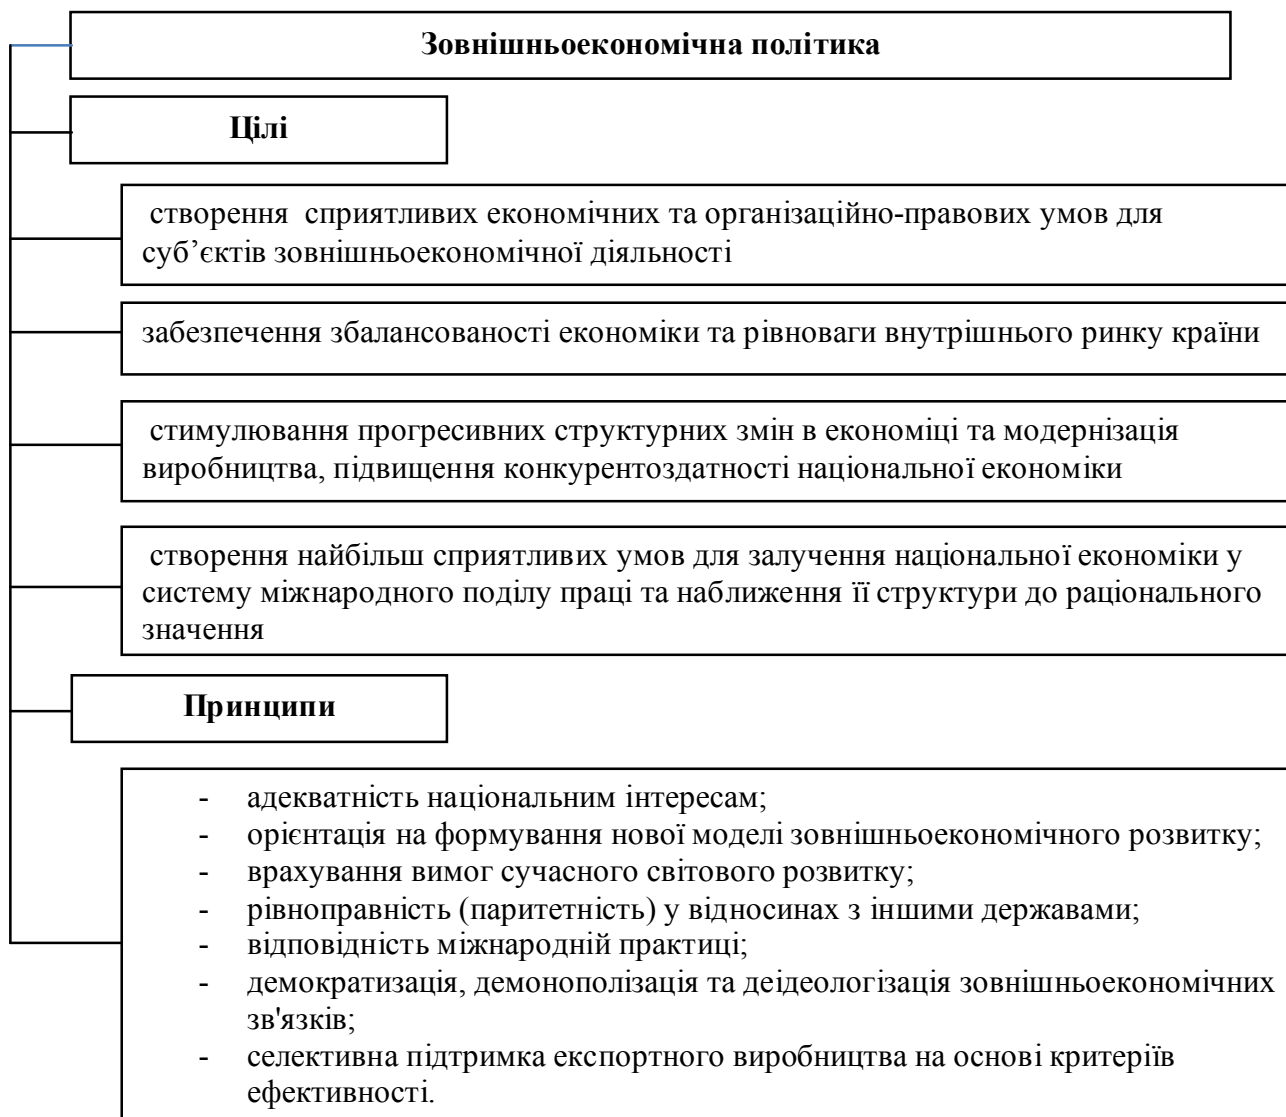 Зовнішньоекономічна політика
Цілі
створення сприятливих економічних та організаційно-правових умов для
суб’єктів зовнішньоекономічної діяльності
забезпечення збалансованості економіки та рівноваги внутрішнього ринку країни
стимулювання прогресивних структурних змін в економіці та модернізація
виробництва, підвищення конкурентоздатності національної економіки
створення найбільш сприятливих умов для залучення національної економіки у
систему міжнародного поділу праці та наближення її структури до раціонального
значення
Принципи
- адекватність національним інтересам;
- орієнтація на формування нової моделі зовнішньоекономічного розвитку;
- врахування вимог сучасного світового розвитку;
- рівноправність (паритетність) у відносинах з іншими державами;
- відповідність міжнародній практиці;
- демократизація, демонополізація та деідеологізація зовнішньоекономічних
зв'язків;
- селективна підтримка експортного виробництва на основі критеріїв
ефективності.